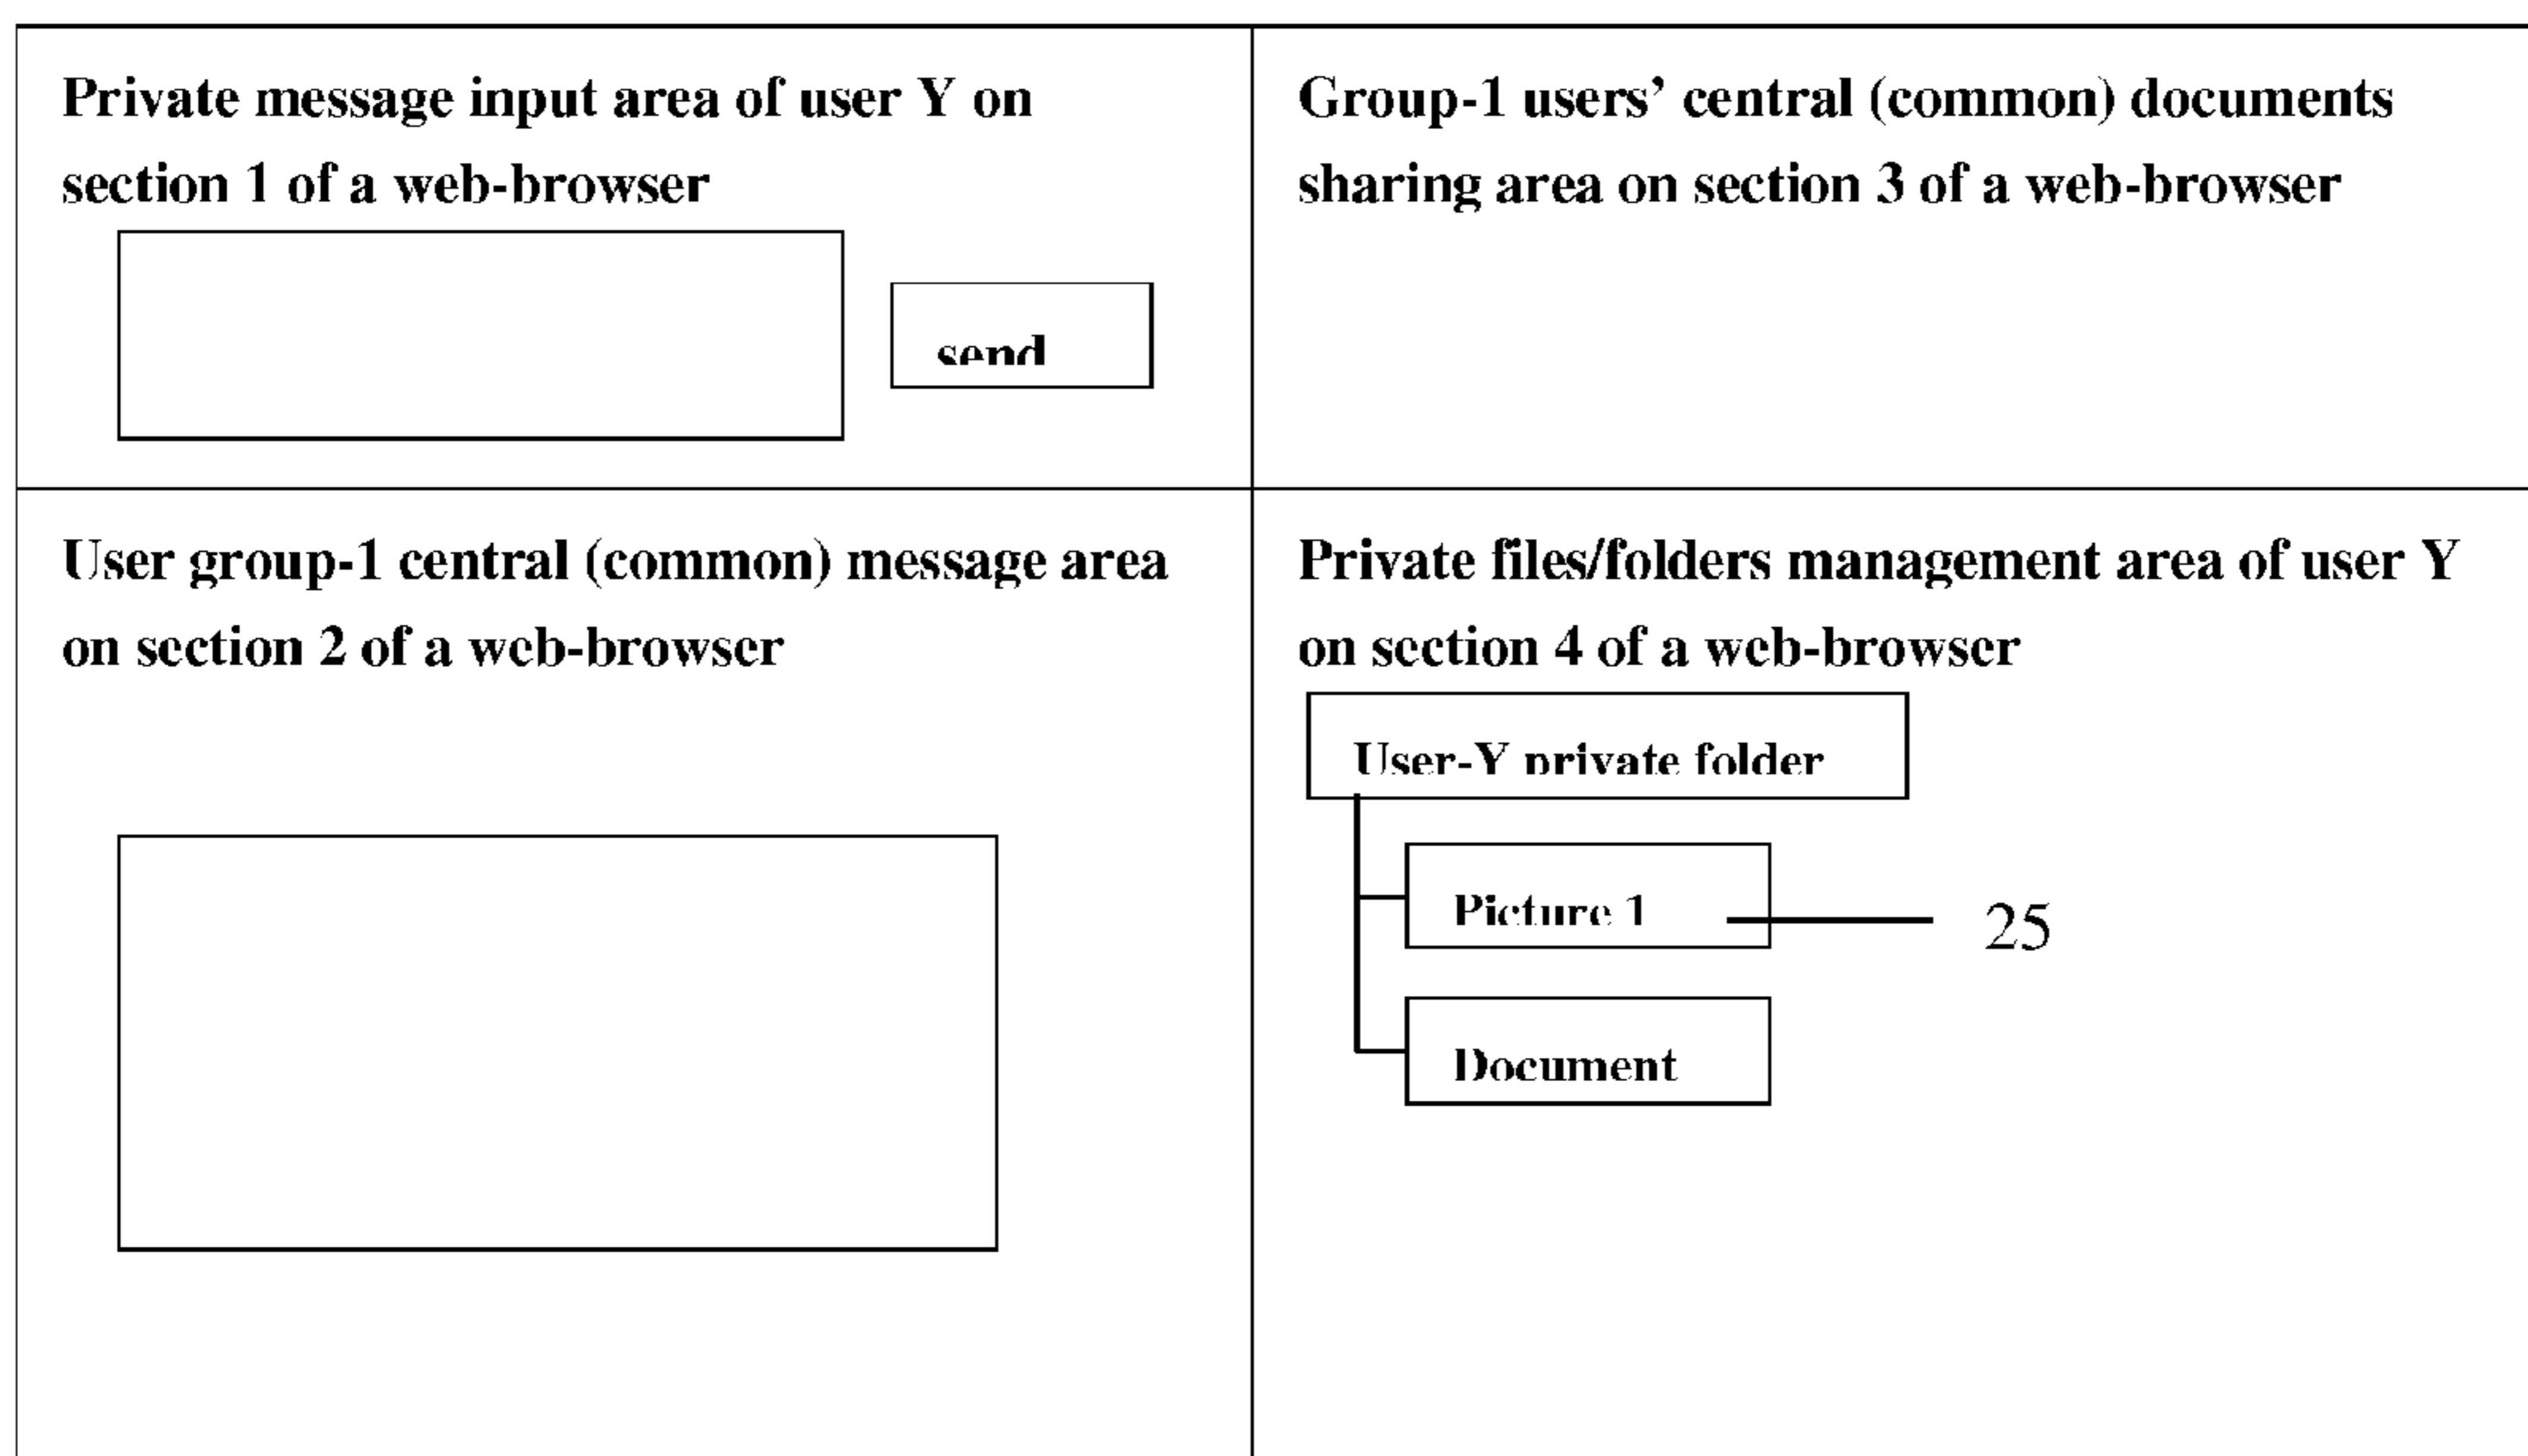 Private message input area of user Y on
section 1 of a web-browser
send
Group-1 users’ central (common) documents
sharing area on section 3 of a web-browser
User group-1 central (common) message area
on section 2 of a web-browser
Private files/folders management area of user Y
on section 4 of a web-browser
User-Y private folder
Picture 1
25
Document